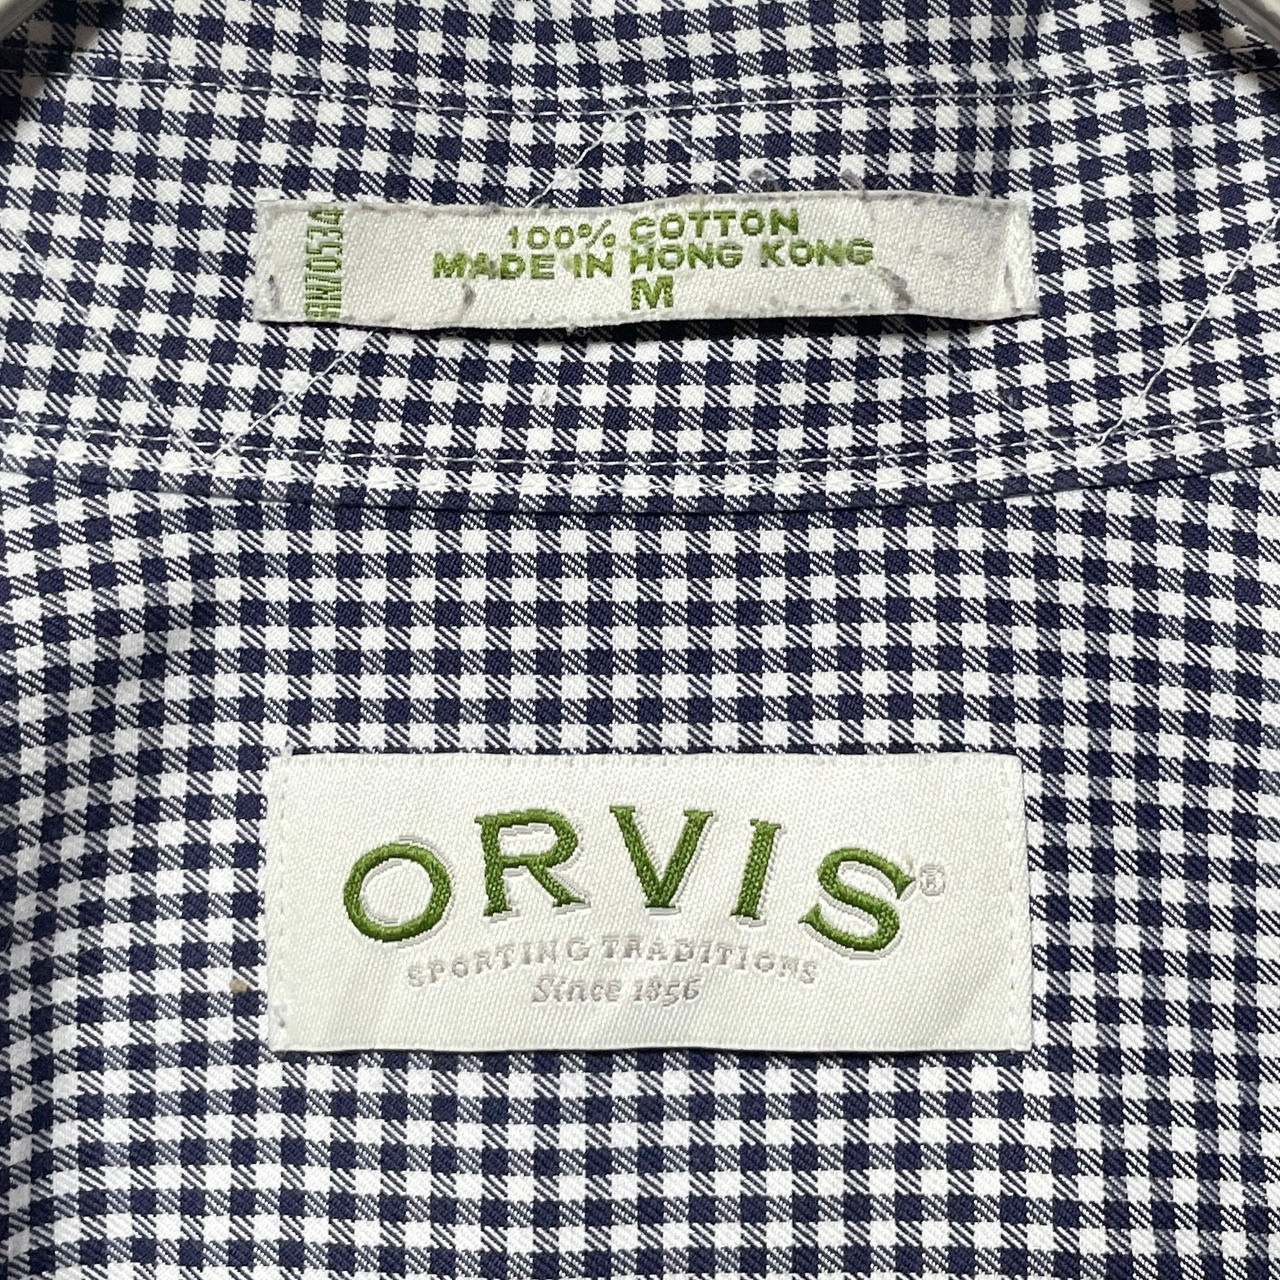 100% COTTON
MADE IN HONG KONG
M
ORVIS®
SPORTING TRADITIONS
Since 1856